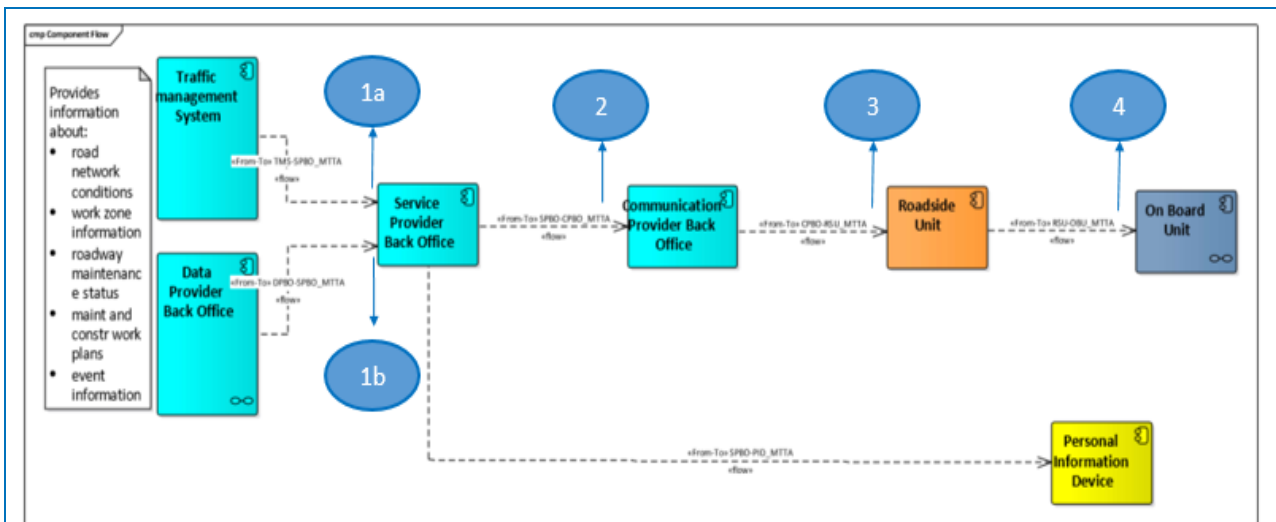 cmp Component Flow
Provides
information
about:
• road
network
conditions
• work zone
information
• roadway
maintenanc
e status
• maint and
constr work
plans
• event
information
Traffic
management
System
Data
Provider
Back Office
1a
1b
«From-To» TMS-SPBO_MTTA
«flow»
«From-To» DPBO-SPBO_MTTA
«flow»
Service
Provider
Back Office
2
«From-To» SPBO-CPBO_MTTA
«flow»
Communication
Provider Back
Office
3
«From-To» CPBO-RSU_MTTA
«flow»
Roadside
Unit
4
«From-To» RSU-OBU_MTTA
«flow»
On Board
Unit
«From-To» SPBO-PID_MTTA
«flow»
Personal
Information
Device